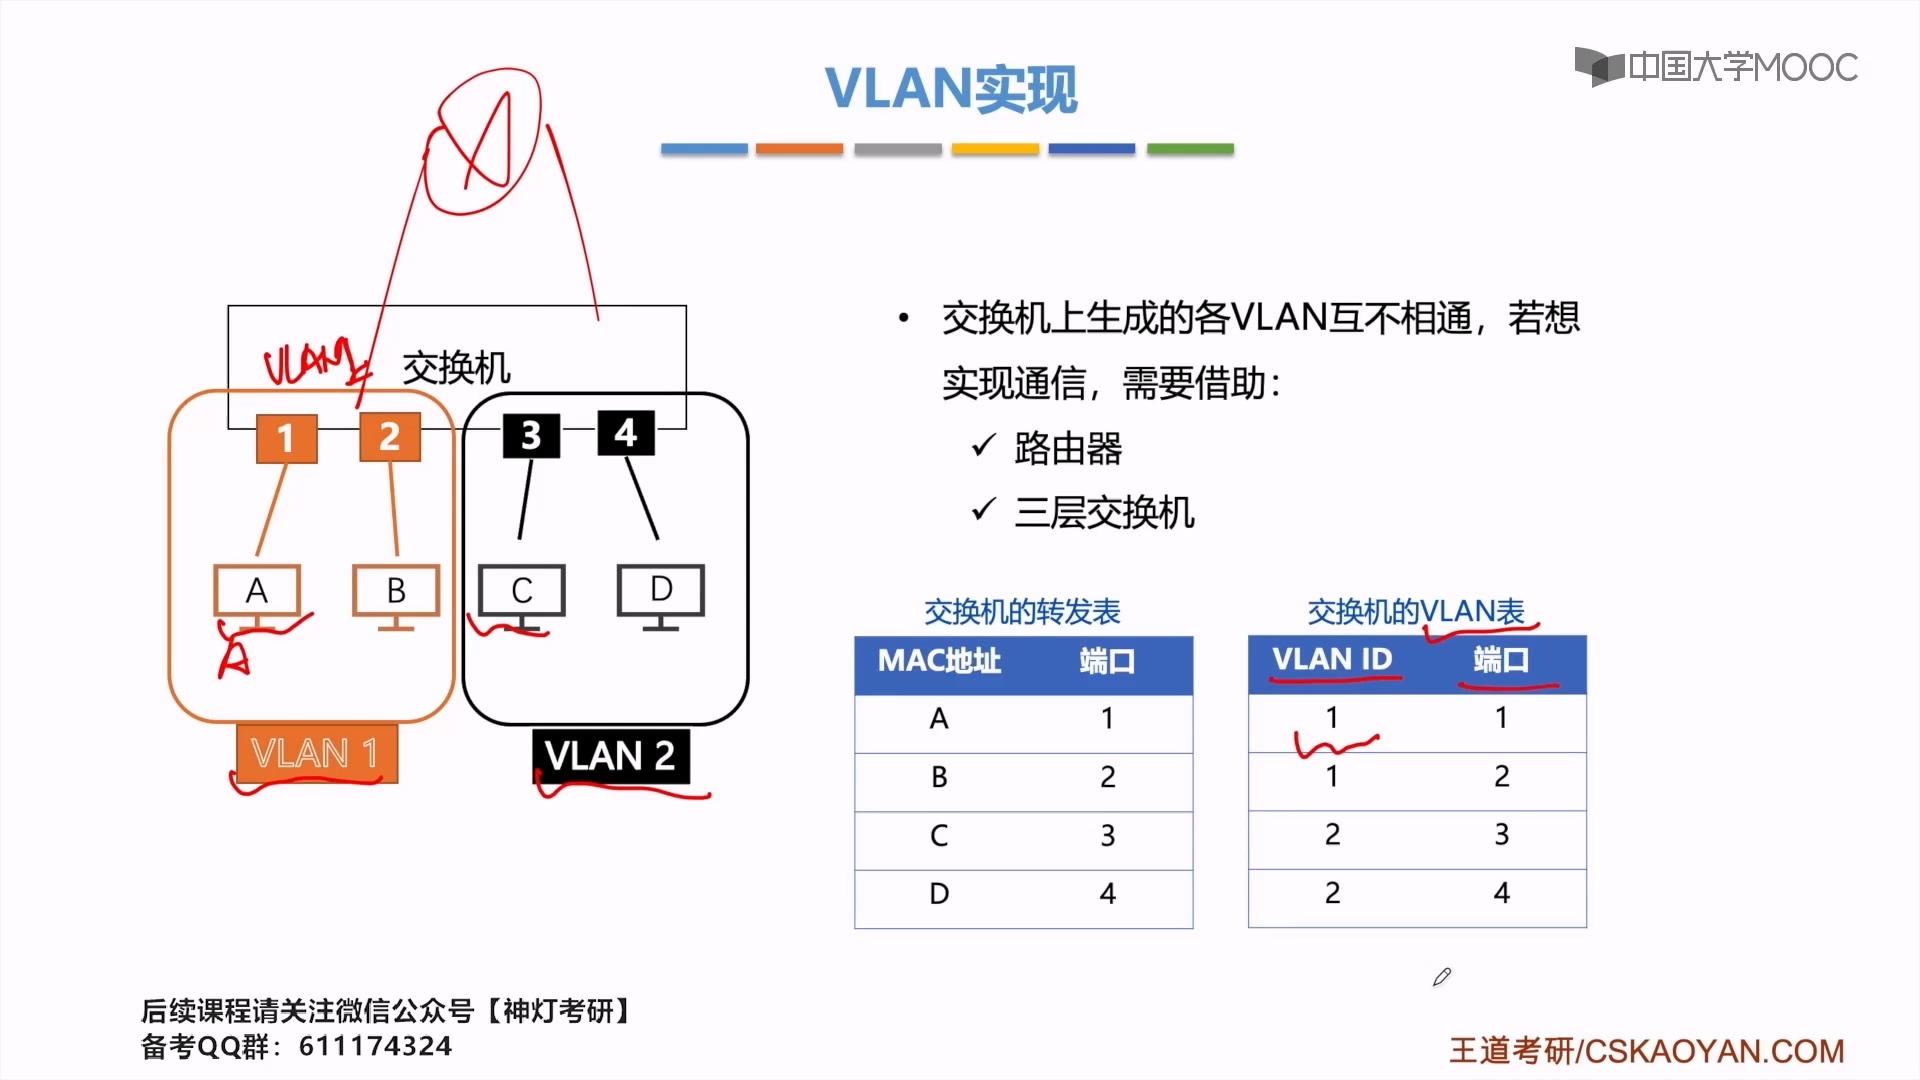 中国大学MOOC
VLAN实现
VLAN1
交换机
1 2 3 4
A B C D
A
VLAN 1
VLAN 2
• 交换机上生成的各VLAN互不相通，若想
实现通信，需要借助：
✓ 路由器
✓ 三层交换机
交换机的转发表
MAC地址 端口
A 1
B 2
C 3
D 4
交换机的VLAN表
VLAN ID 端口
1 1
1 2
2 3
2 4
后续课程请关注微信公众号【神灯考研】
备考QQ群：611174324
王道考研/CSKAOYAN.COM